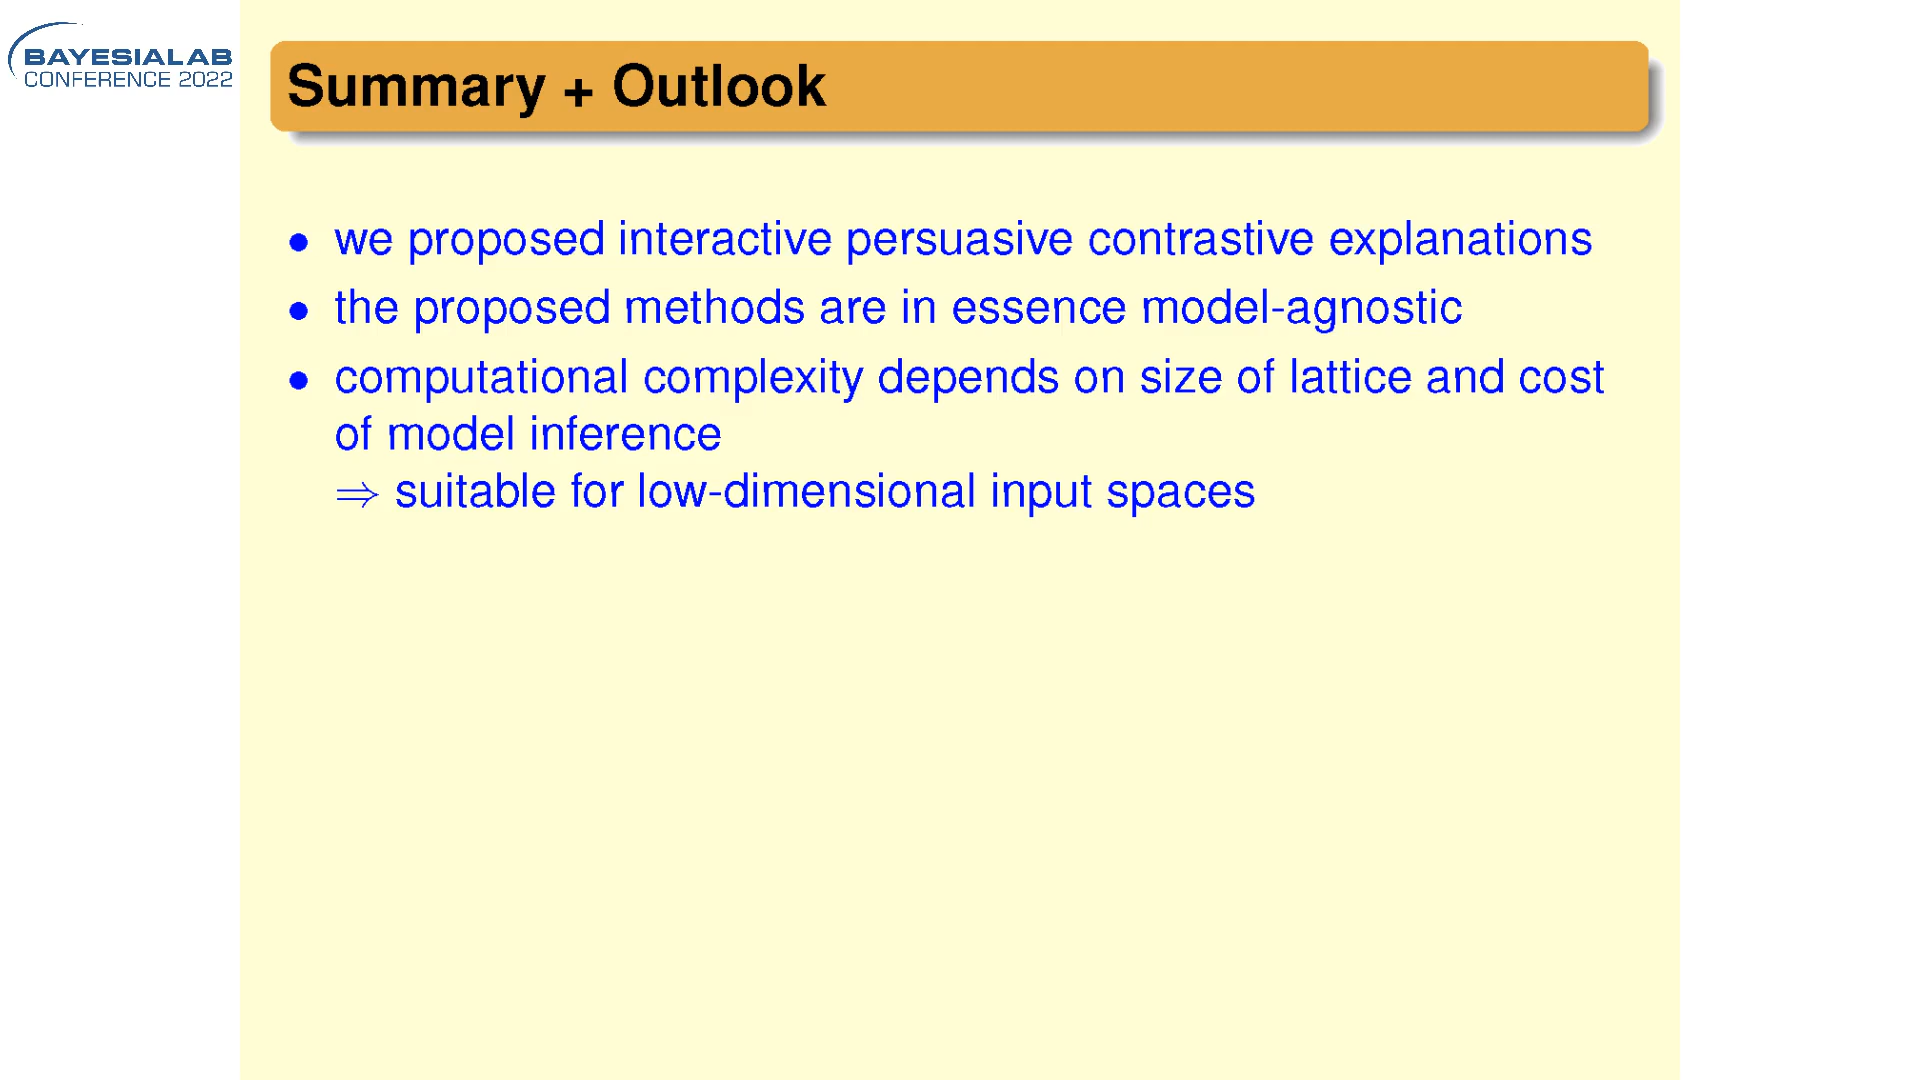 BAYESIALAB
CONFERENCE 2022
Summary + Outlook
• we proposed interactive persuasive contrastive explanations
• the proposed methods are in essence model-agnostic
• computational complexity depends on size of lattice and cost
of model inference
⇒ suitable for low-dimensional input spaces